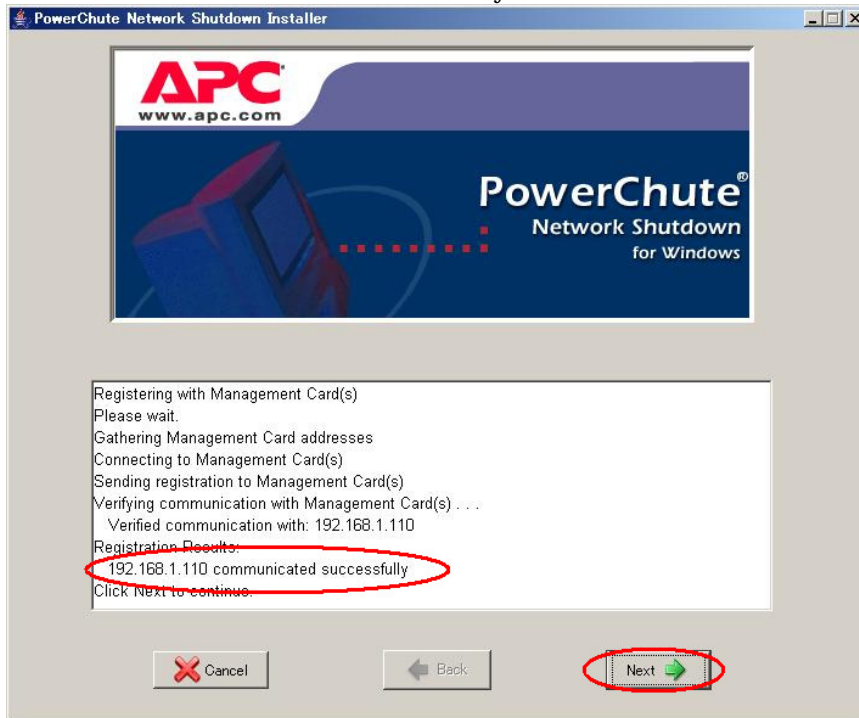 PowerChute Network Shutdown Installer
APC
www.apc.com
PowerChute®
Network Shutdown
for Windows
Registering with Management Card(s)
Please wait.
Gathering Management Card addresses
Connecting to Management Card(s)
Sending registration to Management Card(s)
Verifying communication with Management Card(s) . . .
Verified communication with: 192.168.1.110
Registration Results:
192.168.1.110 communicated successfully
Click Next to continue.
Cancel
Back
Next